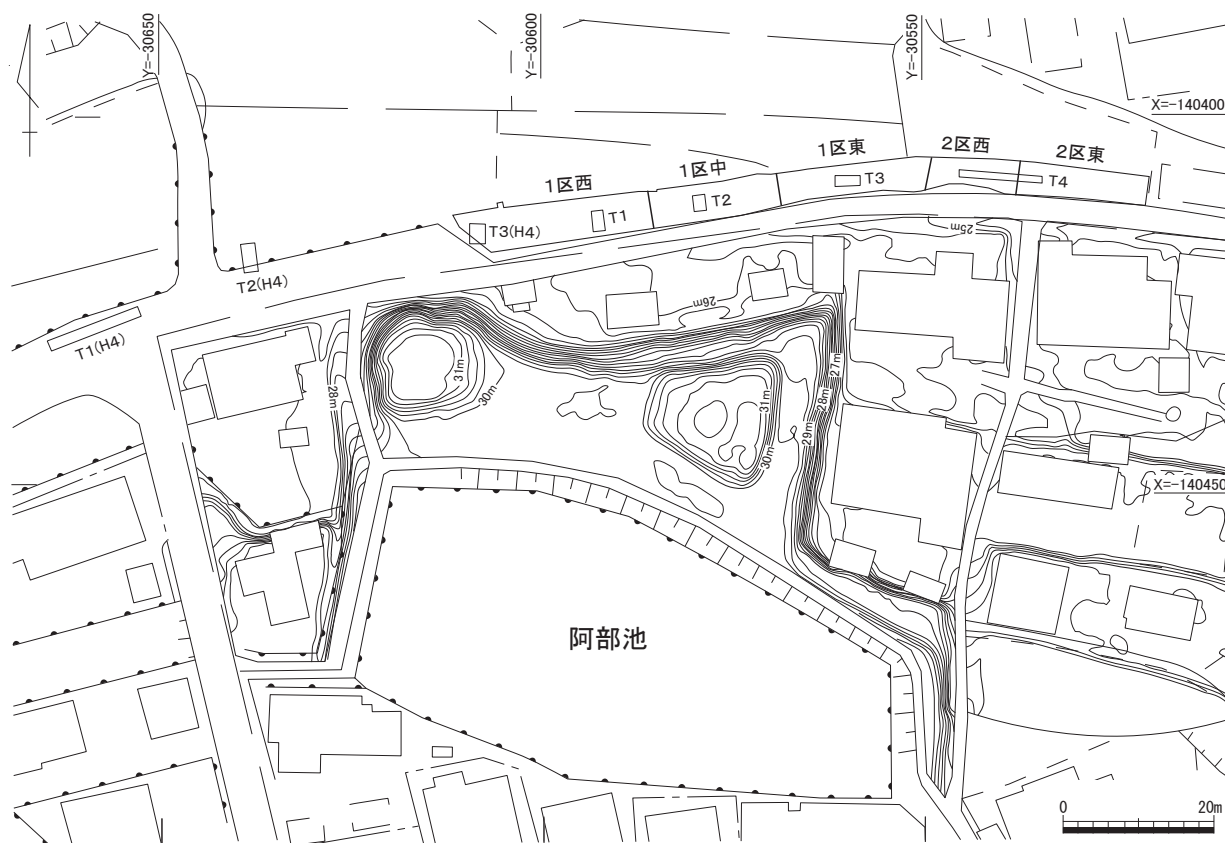 Y=-30650
Y=-30600
Y=-30550
X=-140400
1区西
1区中
1区東
2区西
2区東
T3(H4)
T1
T2
T3
T4
T2(H4)
T1(H4)
25m
26m
28m
31m
30m
31m
30m
27m
28m
29m
X=-140450
阿部池
0
20m